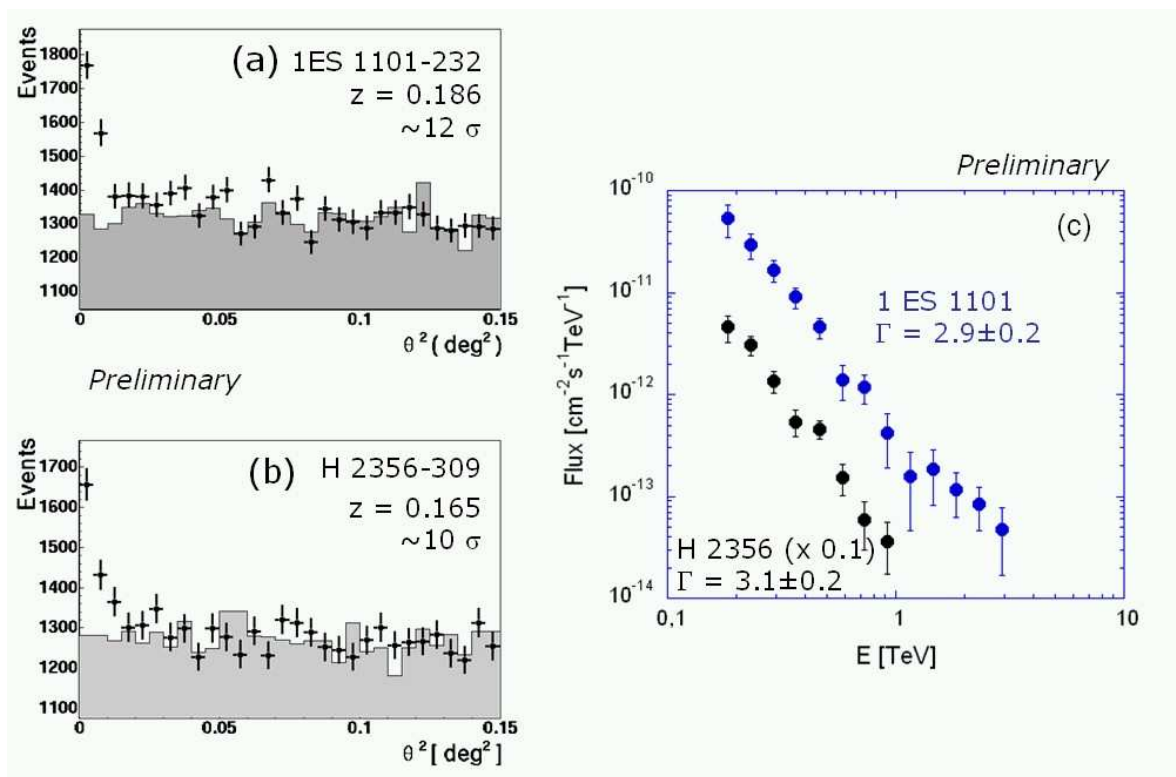 (a) 1ES 1101-232
z = 0.186
~12 σ
Events
1800
1700
1600
1500
1400
1300
1200
1100
0 0.05 0.1 0.15
θ² (deg²)
Preliminary
(b) H 2356-309
z = 0.165
~10 σ
Events
1700
1600
1500
1400
1300
1200
1100
0 0.05 0.1 0.15
θ² [deg²]
Preliminary
(c)
1 ES 1101
Γ = 2.9±0.2
H 2356 (x 0.1)
Γ = 3.1±0.2
Flux [cm⁻²s⁻¹TeV⁻¹]
10⁻¹⁰
10⁻¹¹
10⁻¹²
10⁻¹³
10⁻¹⁴
0,1 1 10
E [TeV]